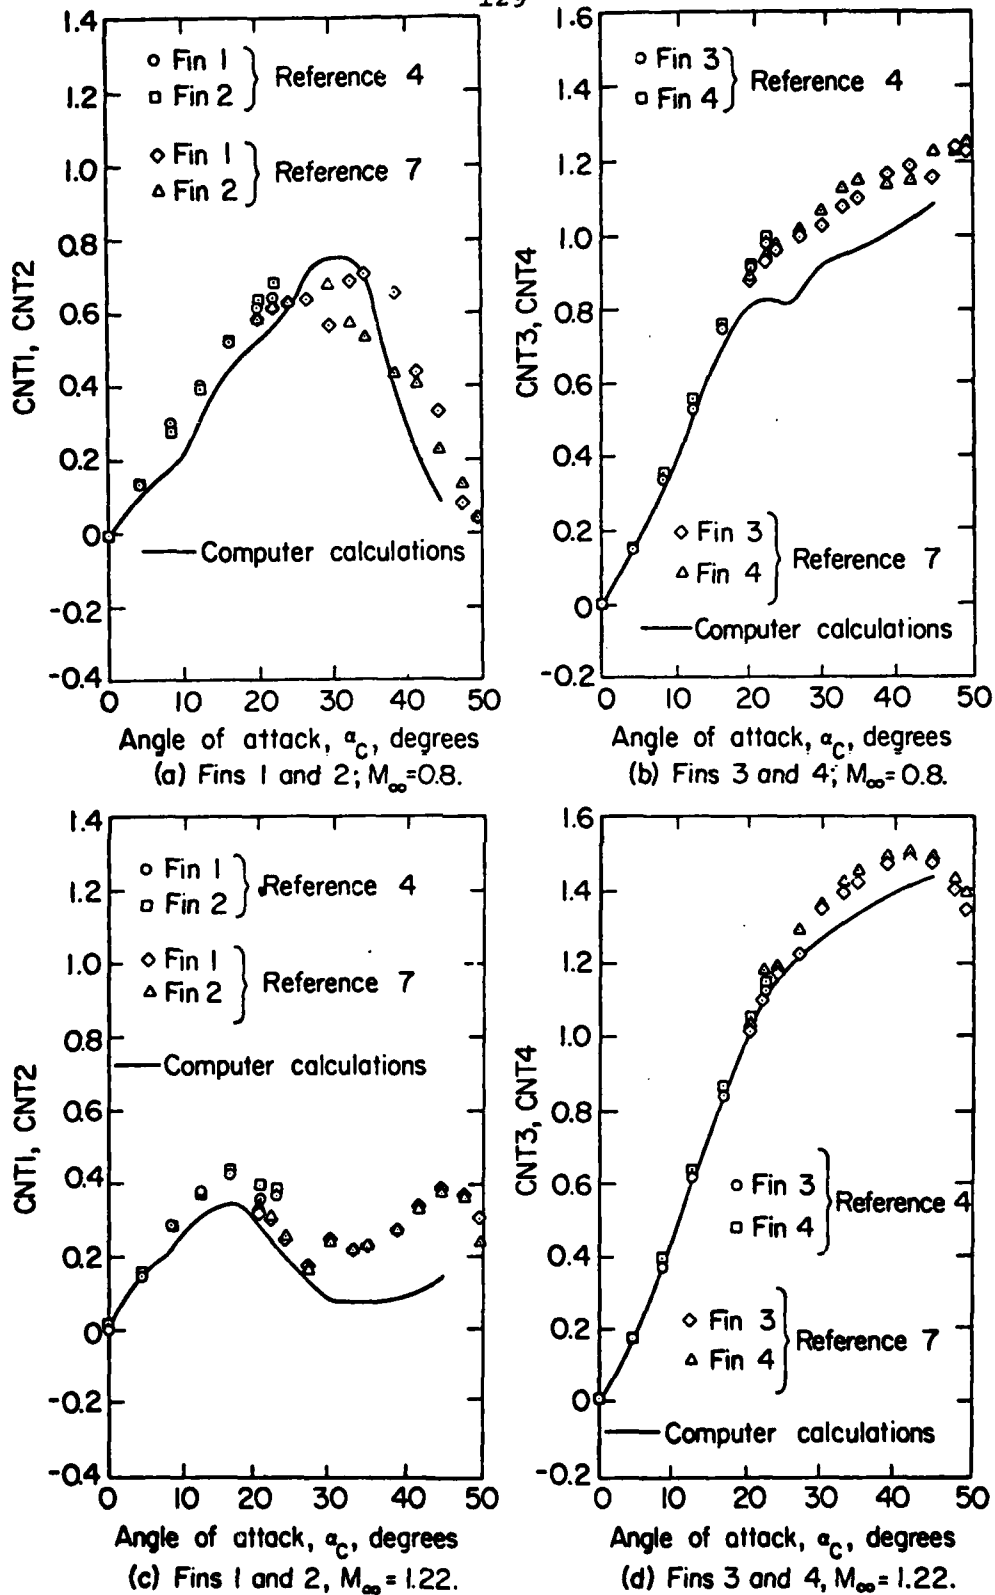 129
1.4
1.2
1.0
0.8
0.6
0.4
0.2
0
-0.2
-0.4
CNT1, CNT2
○ Fin 1
□ Fin 2
Reference 4
◇ Fin 1
△ Fin 2
Reference 7
Computer calculations
0 10 20 30 40 50
Angle of attack, α_C, degrees
(a) Fins 1 and 2; M∞=0.8.
1.6
1.4
1.2
1.0
0.8
0.6
0.4
0.2
0
-0.2
CNT3, CNT4
○ Fin 3
□ Fin 4
Reference 4
◇ Fin 3
△ Fin 4
Reference 7
Computer calculations
0 10 20 30 40 50
Angle of attack, α_C, degrees
(b) Fins 3 and 4; M∞=0.8.
1.4
1.2
1.0
0.8
0.6
0.4
0.2
0
-0.2
-0.4
CNT1, CNT2
○ Fin 1
□ Fin 2
Reference 4
◇ Fin 1
△ Fin 2
Reference 7
Computer calculations
0 10 20 30 40 50
Angle of attack, α_C, degrees
(c) Fins 1 and 2, M∞=1.22.
1.6
1.4
1.2
1.0
0.8
0.6
0.4
0.2
0
-0.2
CNT3, CNT4
○ Fin 3
□ Fin 4
Reference 4
◇ Fin 3
△ Fin 4
Reference 7
Computer calculations
0 10 20 30 40 50
Angle of attack, α_C, degrees
(d) Fins 3 and 4, M∞=1.22.